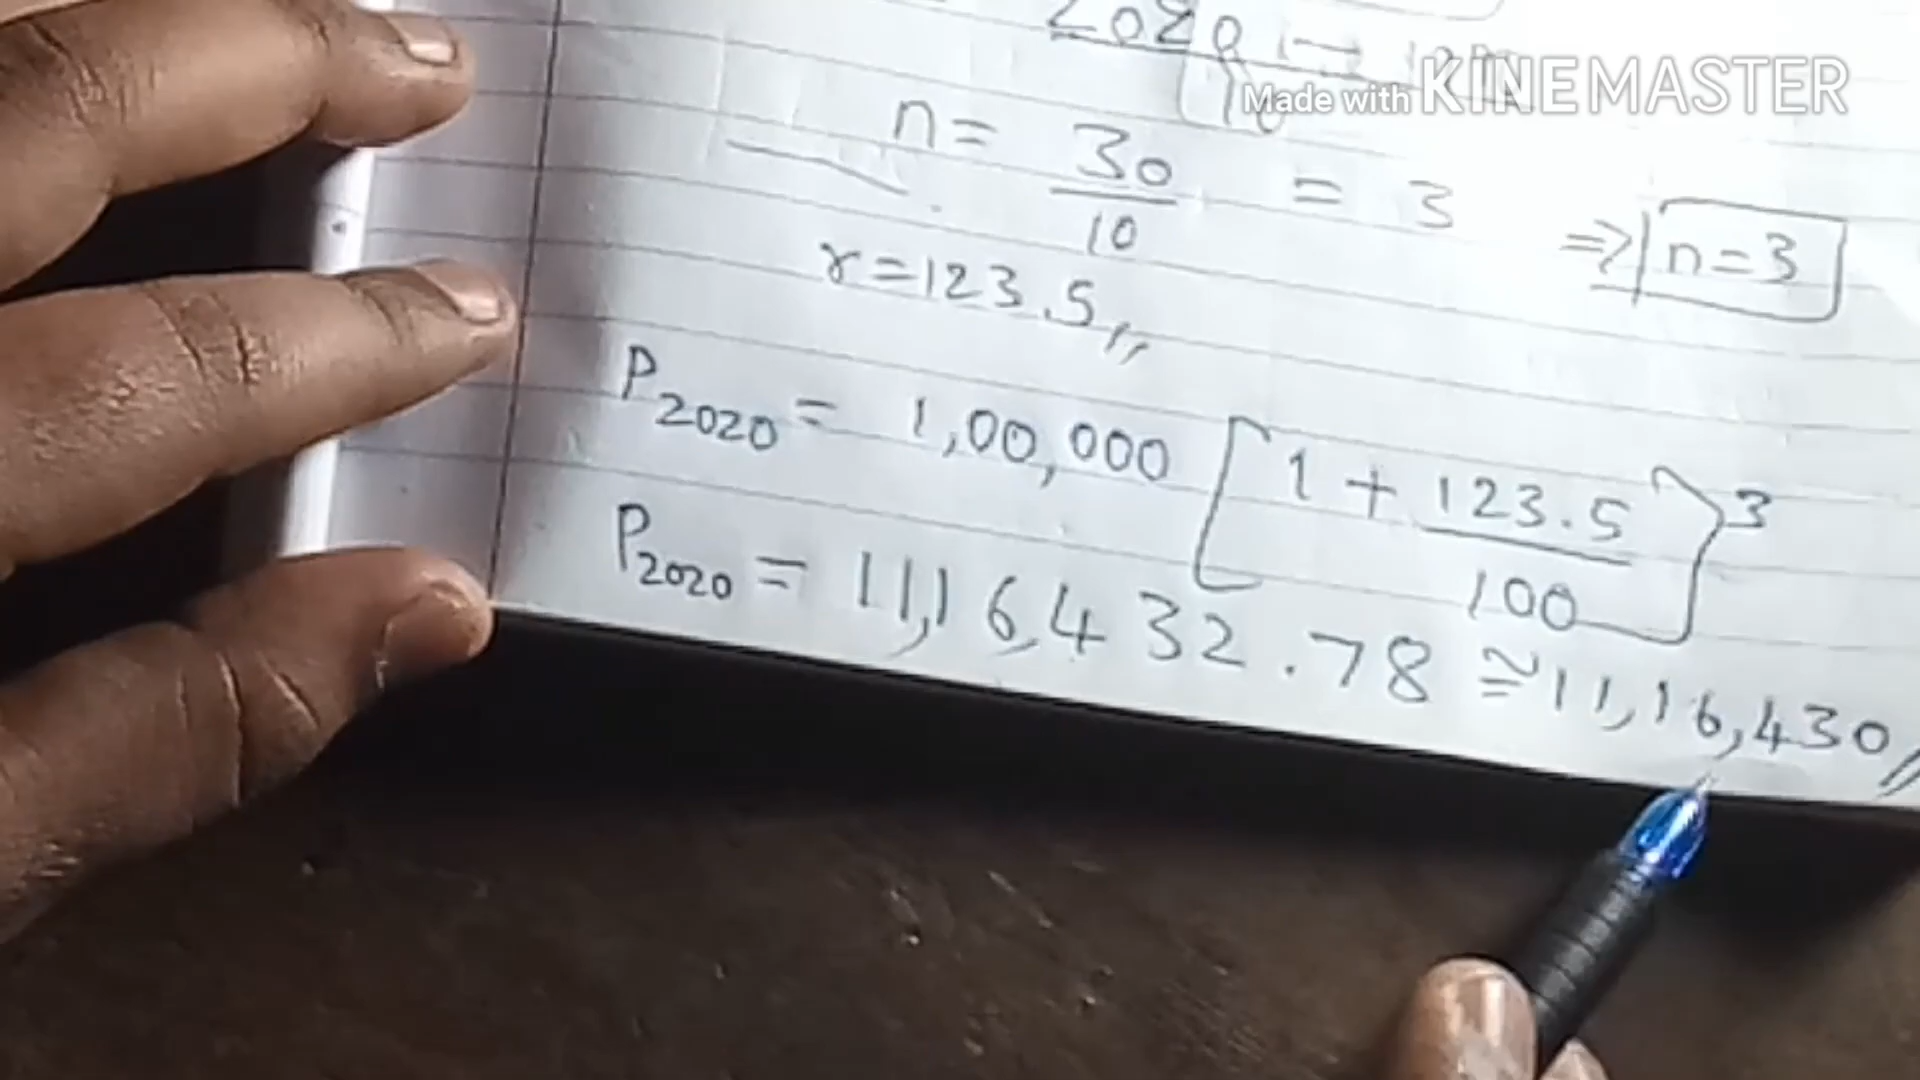 2020
Made with KINEMASTER
n = 30/10 = 3 ⇒ n=3
r = 123.5,,
P2020 = 1,00,000 [1 + 123.5/100]^3
P2020 = 11,16,432.78 ≅ 11,16,430,,